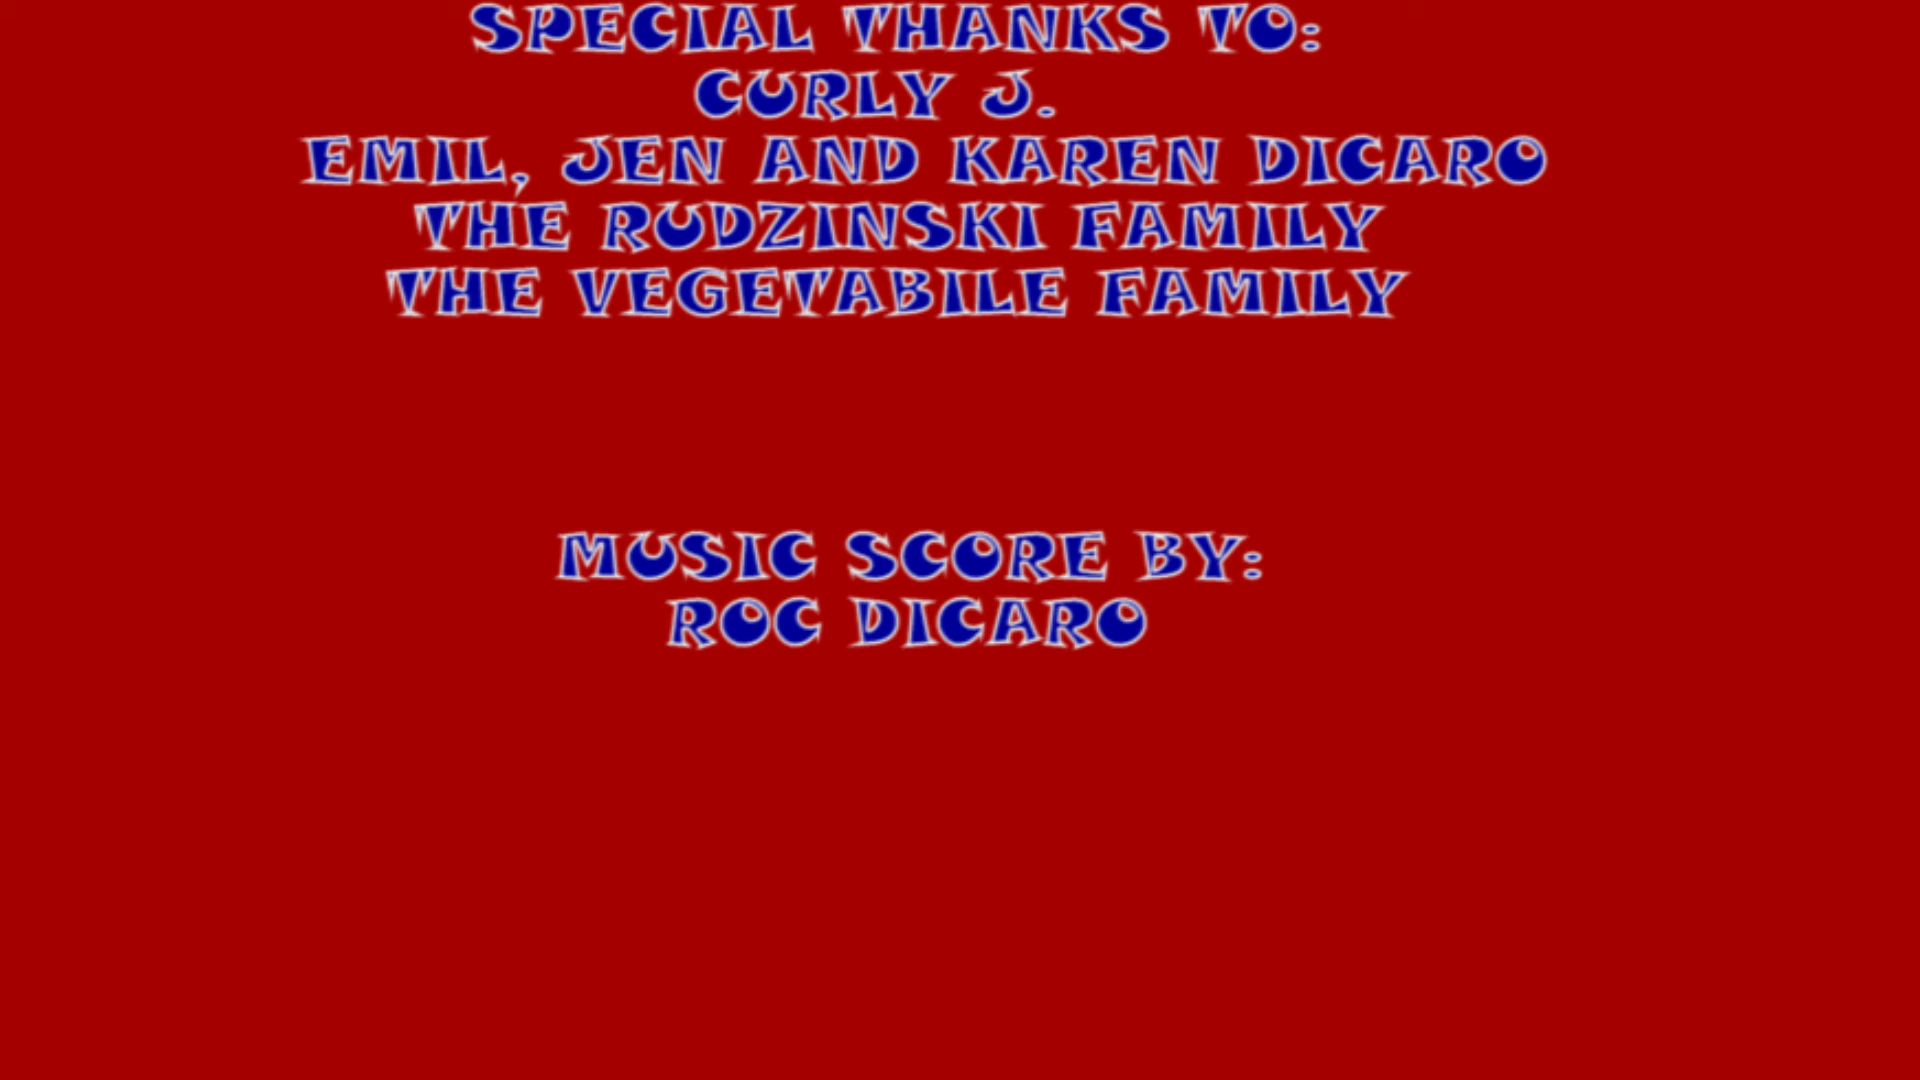 SPECIAL THANKS TO:
CURLY J.
EMIL, JEN AND KAREN DICARO
THE RUDZINSKI FAMILY
THE VEGETABILE FAMILY
MUSIC SCORE BY:
ROC DICARO